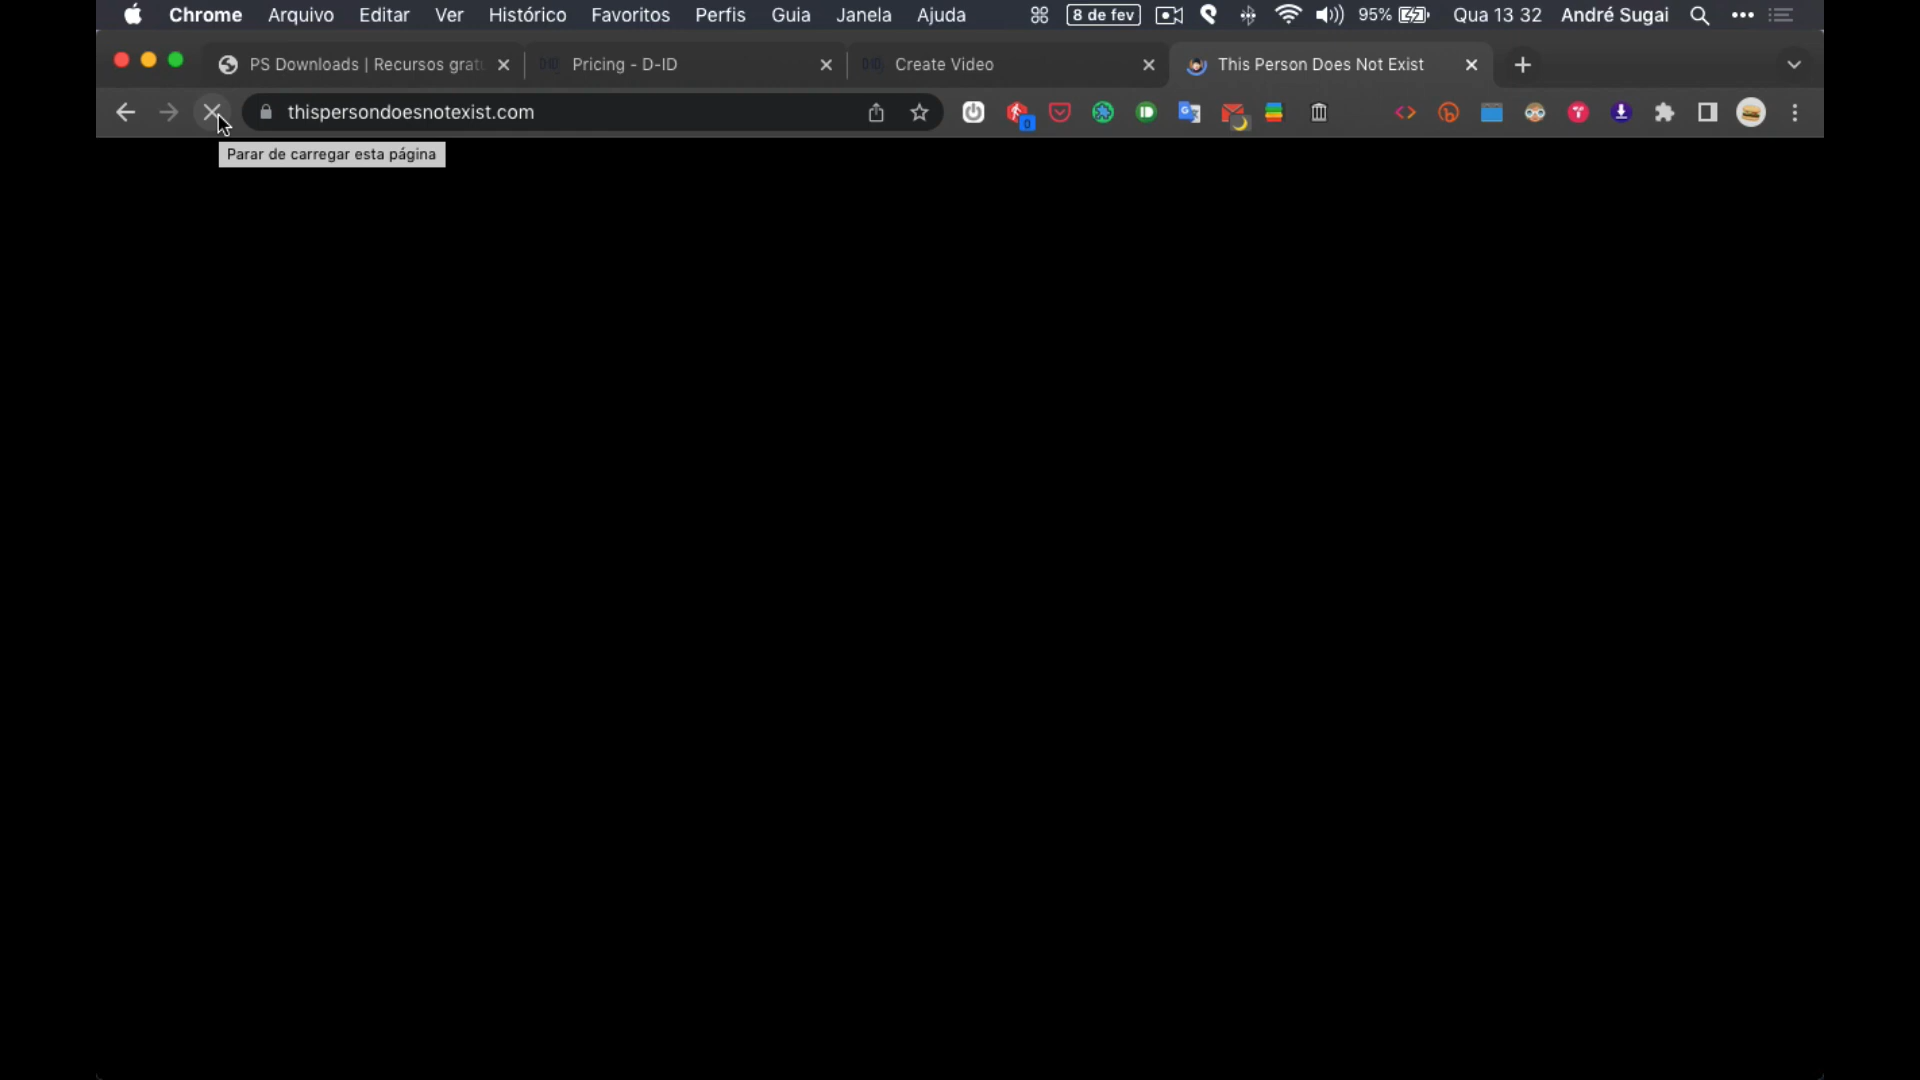 Chrome Arquivo Editar Ver Histórico Favoritos Perfis Guia Janela Ajuda 8 de fev 95% Qua 13 32 André Sugai
PS Downloads | Recursos grat Pricing - D-ID Create Video This Person Does Not Exist
thispersondoesnotexist.com
0
Parar de carregar esta página